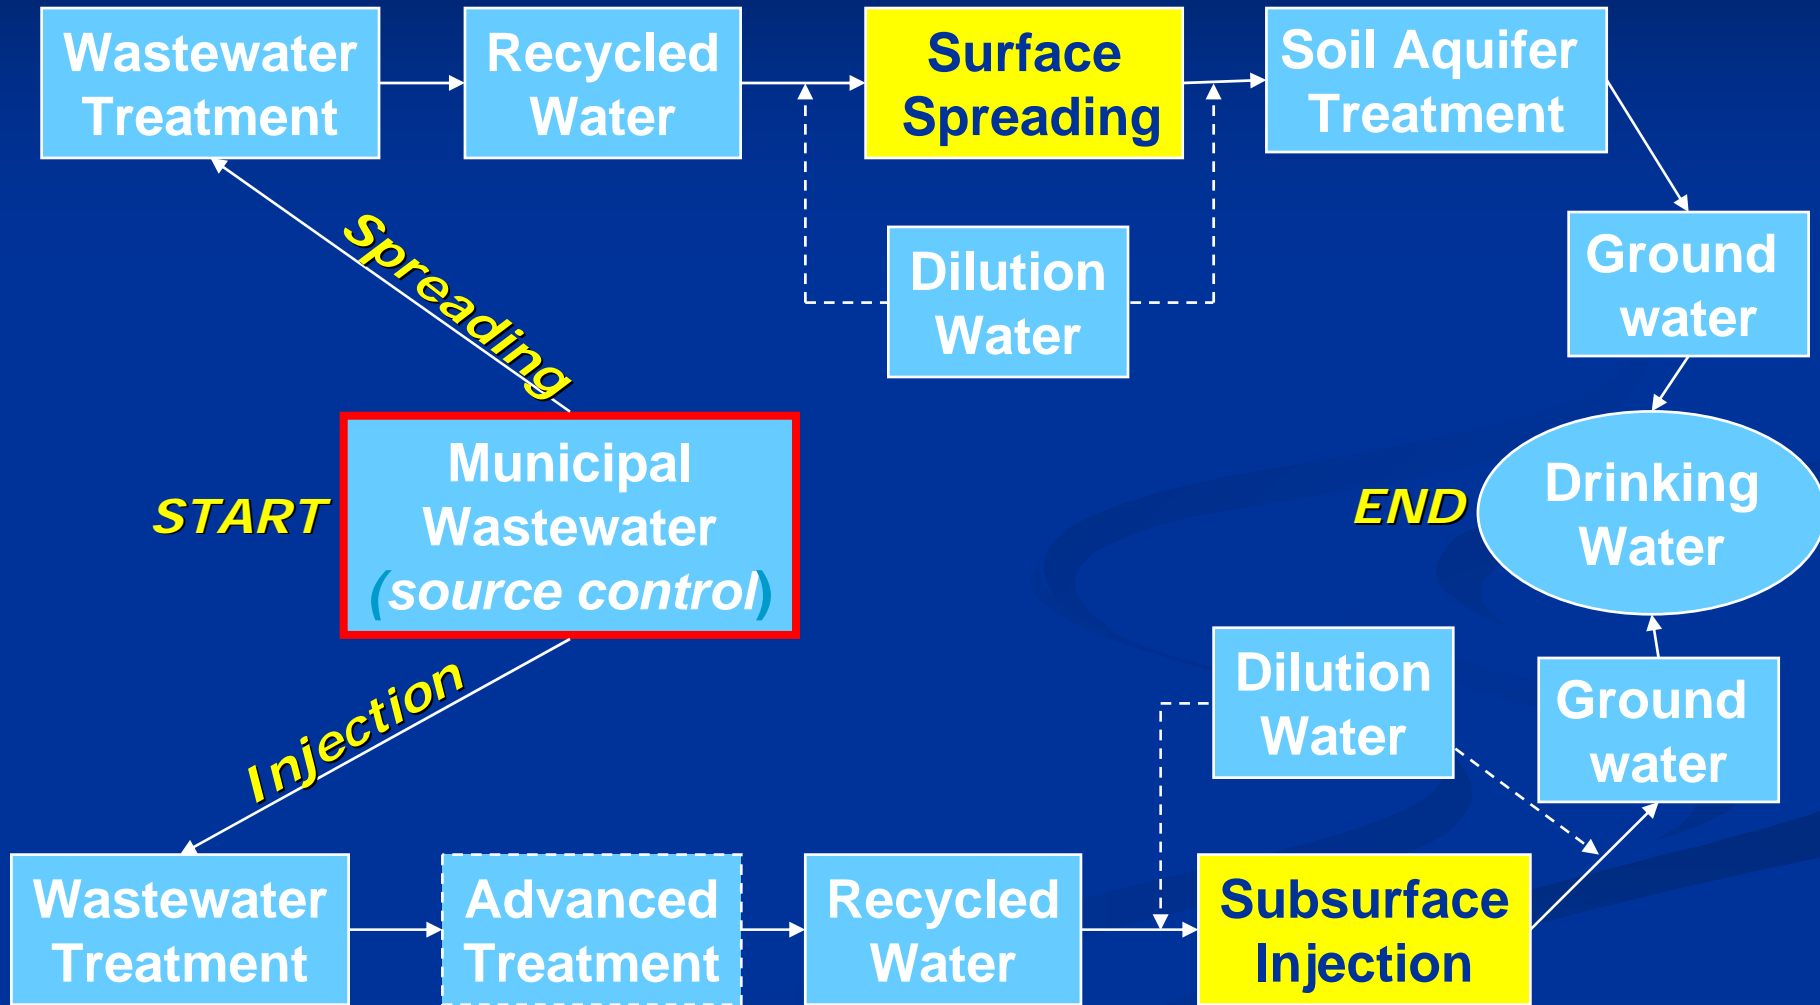 Wastewater
Treatment
Recycled
Water
Surface
Spreading
Soil Aquifer
Treatment
Spreading
Dilution
Water
Ground
water
START
Municipal
Wastewater
(source control)
END
Drinking
Water
Injection
Dilution
Water
Ground
water
Wastewater
Treatment
Advanced
Treatment
Recycled
Water
Subsurface
Injection